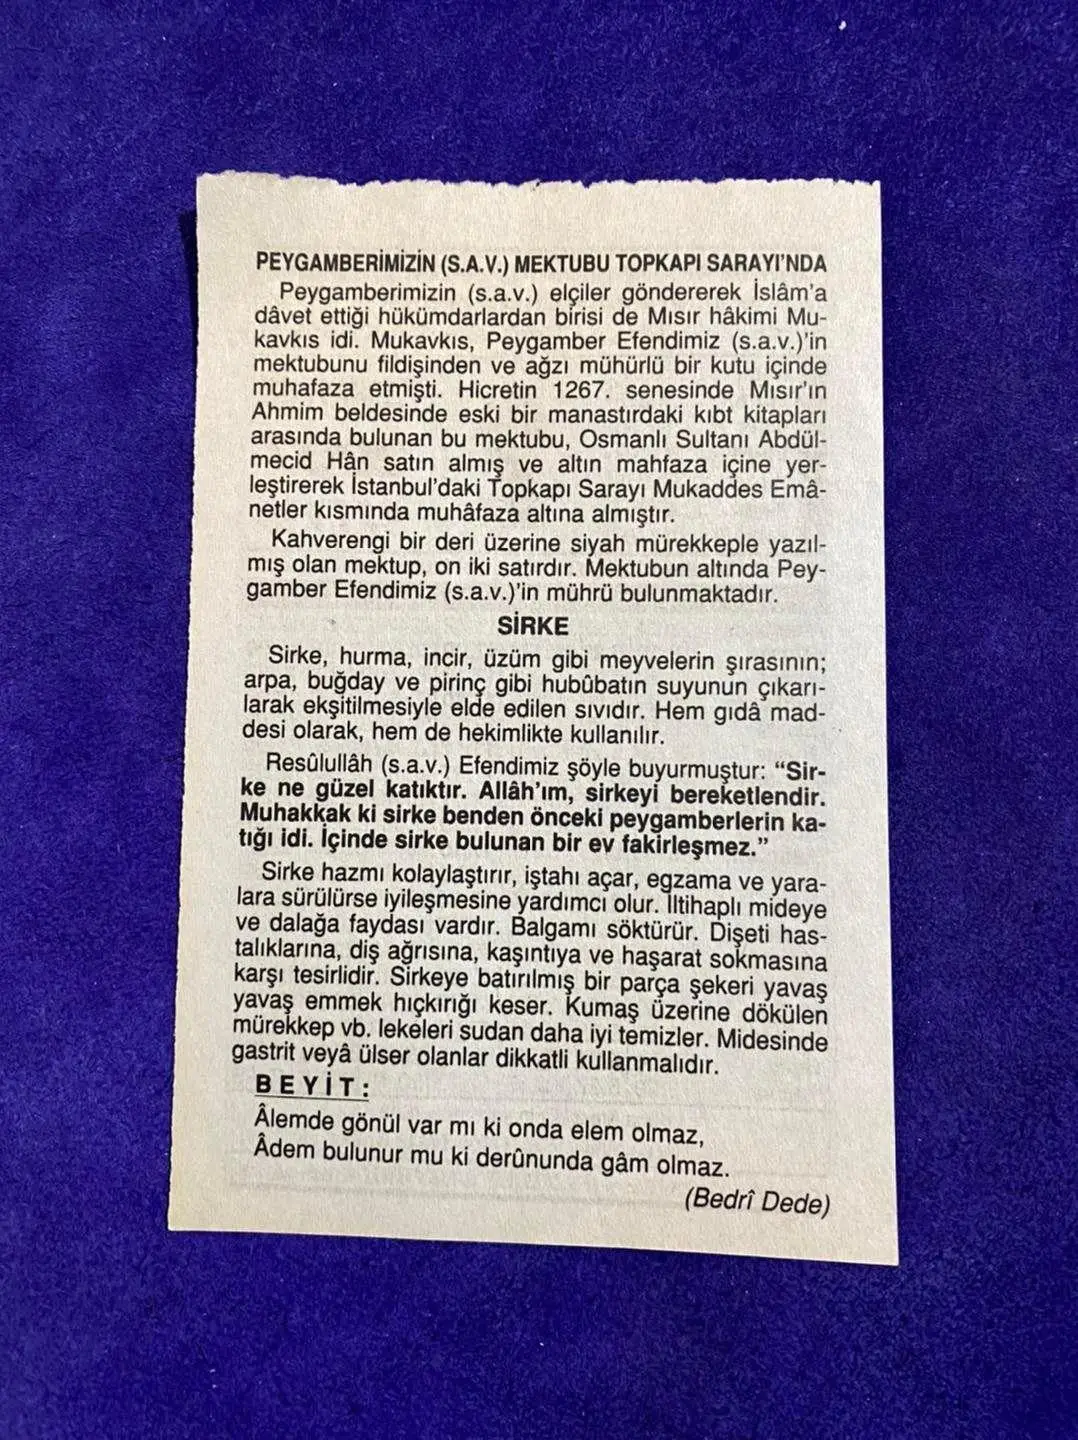 PEYGAMBERİMİZİN (S.A.V.) MEKTUBU TOPKAPI SARAYI'NDA
Peygamberimizin (s.a.v.) elçiler göndererek İslâm'a
dâvet ettiği hükümdarlardan birisi de Mısır hâkimi Mu-
kavkıs idi. Mukavkıs, Peygamber Efendimiz (s.a.v.)'in
mektubunu fildişinden ve ağzı mühürlü bir kutu içinde
muhafaza etmişti. Hicretin 1267. senesinde Mısır'ın
Ahmim beldesinde eski bir manastırdaki kıbt kitapları
arasında bulunan bu mektubu, Osmanlı Sultanı Abdül-
mecid Hân satın almış ve altın mahfaza içine yer-
leştirerek İstanbul'daki Topkapı Sarayı Mukaddes Emâ-
netler kısmında muhâfaza altına almıştır.
Kahverengi bir deri üzerine siyah mürekkeple yazıl-
mış olan mektup, on iki satırdır. Mektubun altında Pey-
gamber Efendimiz (s.a.v.)'in mührü bulunmaktadır.
SİRKE
Sirke, hurma, incir, üzüm gibi meyvelerin şırasının;
arpa, buğday ve pirinç gibi hubûbatın suyunun çıkarı-
larak ekşitilmesiyle elde edilen sıvıdır. Hem gıdâ mad-
desi olarak, hem de hekimlikte kullanılır.
Resûlullâh (s.a.v.) Efendimiz şöyle buyurmuştur: “Sir-
ke ne güzel katıktır. Allâh'ım, sirkeyi bereketlendir.
Muhakkak ki sirke benden önceki peygamberlerin ka-
tığı idi. İçinde sirke bulunan bir ev fakirleşmez.”
Sirke hazmı kolaylaştırır, iştahı açar, egzama ve yara-
lara sürülürse iyileşmesine yardımcı olur. İltihaplı mideye
ve dalağa faydası vardır. Balgamı söktürür. Dişeti has-
talıklarına, diş ağrısına, kaşıntıya ve haşarat sokmasına
karşı tesirlidir. Sirkeye batırılmış bir parça şekeri yavaş
yavaş emmek hıçkırığı keser. Kumaş üzerine dökülen
mürekkep vb. lekeleri sudan daha iyi temizler. Midesinde
gastrit veyâ ülser olanlar dikkatli kullanmalıdır.
BEYİT:
Âlemde gönül var mı ki onda elem olmaz,
Âdem bulunur mu ki derûnunda gâm olmaz.
(Bedrî Dede)